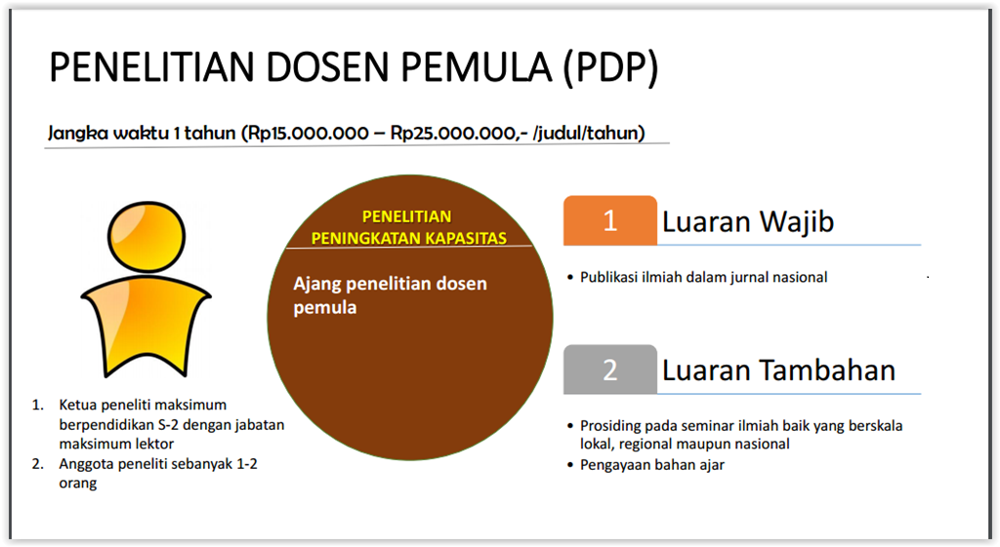 PENELITIAN DOSEN PEMULA (PDP)
Jangka waktu 1 tahun (Rp15.000.000 – Rp25.000.000,- /judul/tahun)
1. Ketua peneliti maksimum
berpendidikan S-2 dengan jabatan
maksimum lektor
2. Anggota peneliti sebanyak 1-2
orang
PENELITIAN
PENINGKATAN KAPASITAS
Ajang penelitian dosen
pemula
1 Luaran Wajib
• Publikasi ilmiah dalam jurnal nasional
2 Luaran Tambahan
• Prosiding pada seminar ilmiah baik yang berskala
lokal, regional maupun nasional
• Pengayaan bahan ajar